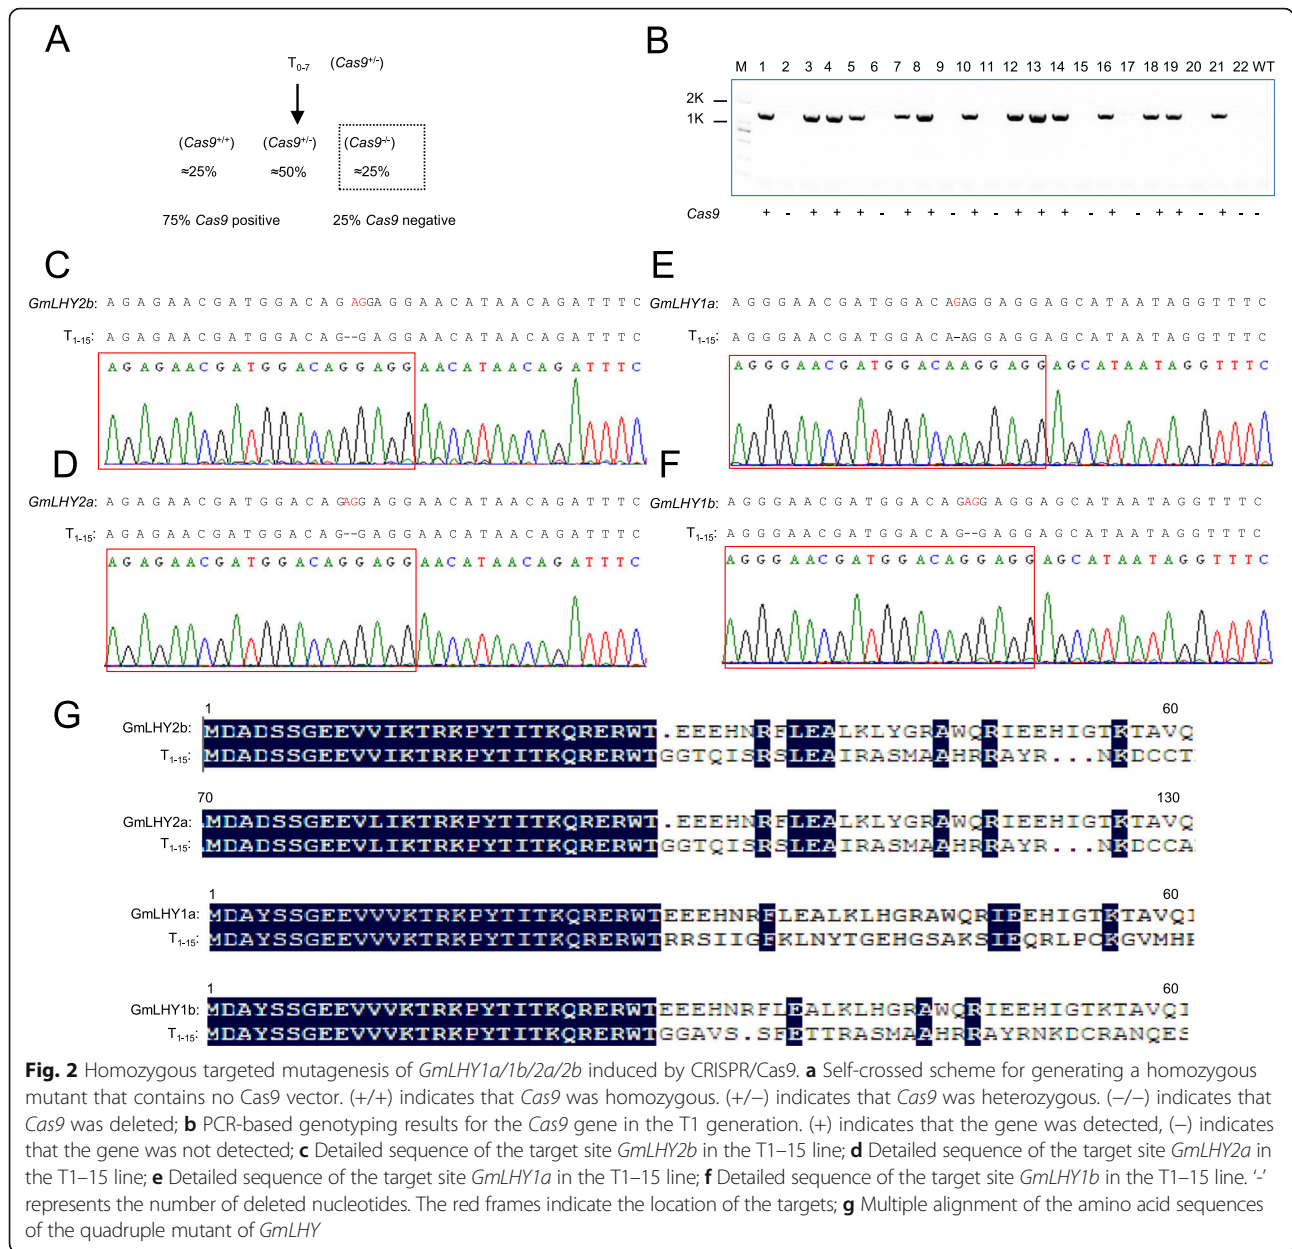 A
T0-7 (Cas9+/-)
(Cas9+/+) (Cas9+/-) (Cas9-/-)
≈25% ≈50% ≈25%
75% Cas9 positive 25% Cas9 negative
B
M 1 2 3 4 5 6 7 8 9 10 11 12 13 14 15 16 17 18 19 20 21 22 WT
2K
1K
Cas9 + - + + + - + + - + - + + + - + - + + - + - -
C
GmLHY2b: A G A G A A C G A T G G A C A G A G G A G G A A C A T A A C A G A T T T C
T1-15: A G A G A A C G A T G G A C A G - - G A G G A A C A T A A C A G A T T T C
A G A G A A C G A T G G A C A G G A G G A A C A T A A C A G A T T T C
D
GmLHY2a: A G A G A A C G A T G G A C A G A G G A G G A A C A T A A C A G A T T T C
T1-15: A G A G A A C G A T G G A C A G - - G A G G A A C A T A A C A G A T T T C
A G A G A A C G A T G G A C A G G A G G A A C A T A A C A G A T T T C
E
GmLHY1a: A G G G A A C G A T G G A C A G A G G A G G A G C A T A A T A G G T T T C
T1-15: A G G G A A C G A T G G A C A - A G G A G G A G C A T A A T A G G T T T C
A G G G A A C G A T G G A C A A G G A G G A G C A T A A T A G G T T T C
F
GmLHY1b: A G G G A A C G A T G G A C A G A G G A G G A G C A T A A T A G G T T T C
T1-15: A G G G A A C G A T G G A C A G - - G A G G A G C A T A A T A G G T T T C
A G G G A A C G A T G G A C A G G A G G A G C A T A A T A G G T T T C
G
1 60
GmLHY2b: MDADSSGEEVVIKTRKPYTITKQRERWT.EEEHNRFLEALKLYGRAWQRIEEHIGTKTAVQ
T1-15: MDADSSGEEVVIKTRKPYTITKQRERWTGGTQISRSLEAIRASMAAHRRAYR...NKDCCT
70 130
GmLHY2a: MDADSSGEEVLIKTRKPYTITKQRERWT.EEEHNRFLEALKLYGRAWQRIEEHIGTKTAVQ
T1-15: MDADSSGEEVLIKTRKPYTITKQRERWTGGTQISRSLEAIRASMAAHRRAYR...NKDCCA
1 60
GmLHY1a: MDAYSSGEEVVVKTRKPYTITKQRERWTEEEHNRFLEALKLHGRAWQRIEEHIGTKTAVQI
T1-15: MDAYSSGEEVVVKTRKPYTITKQRERWTRRSIIGFKLNYTGEHGSAKSIEQRLPCKGVMHP
1 60
GmLHY1b: MDAYSSGEEVVVKTRKPYTITKQRERWTEEEHNRFLEALKLHGRAWQRIEEHIGTKTAVQI
T1-15: MDAYSSGEEVVVKTRKPYTITKQRERWTGGAVS.SFETTRASMAAHRRAYRNKDCRANQES
Fig. 2 Homozygous targeted mutagenesis of GmLHY1a/1b/2a/2b induced by CRISPR/Cas9. a Self-crossed scheme for generating a homozygous
mutant that contains no Cas9 vector. (+/+) indicates that Cas9 was homozygous. (+/−) indicates that Cas9 was heterozygous. (−/−) indicates that
Cas9 was deleted; b PCR-based genotyping results for the Cas9 gene in the T1 generation. (+) indicates that the gene was detected, (−) indicates
that the gene was not detected; c Detailed sequence of the target site GmLHY2b in the T1–15 line; d Detailed sequence of the target site GmLHY2a in
the T1–15 line; e Detailed sequence of the target site GmLHY1a in the T1–15 line; f Detailed sequence of the target site GmLHY1b in the T1–15 line. ‘-’
represents the number of deleted nucleotides. The red frames indicate the location of the targets; g Multiple alignment of the amino acid sequences
of the quadruple mutant of GmLHY